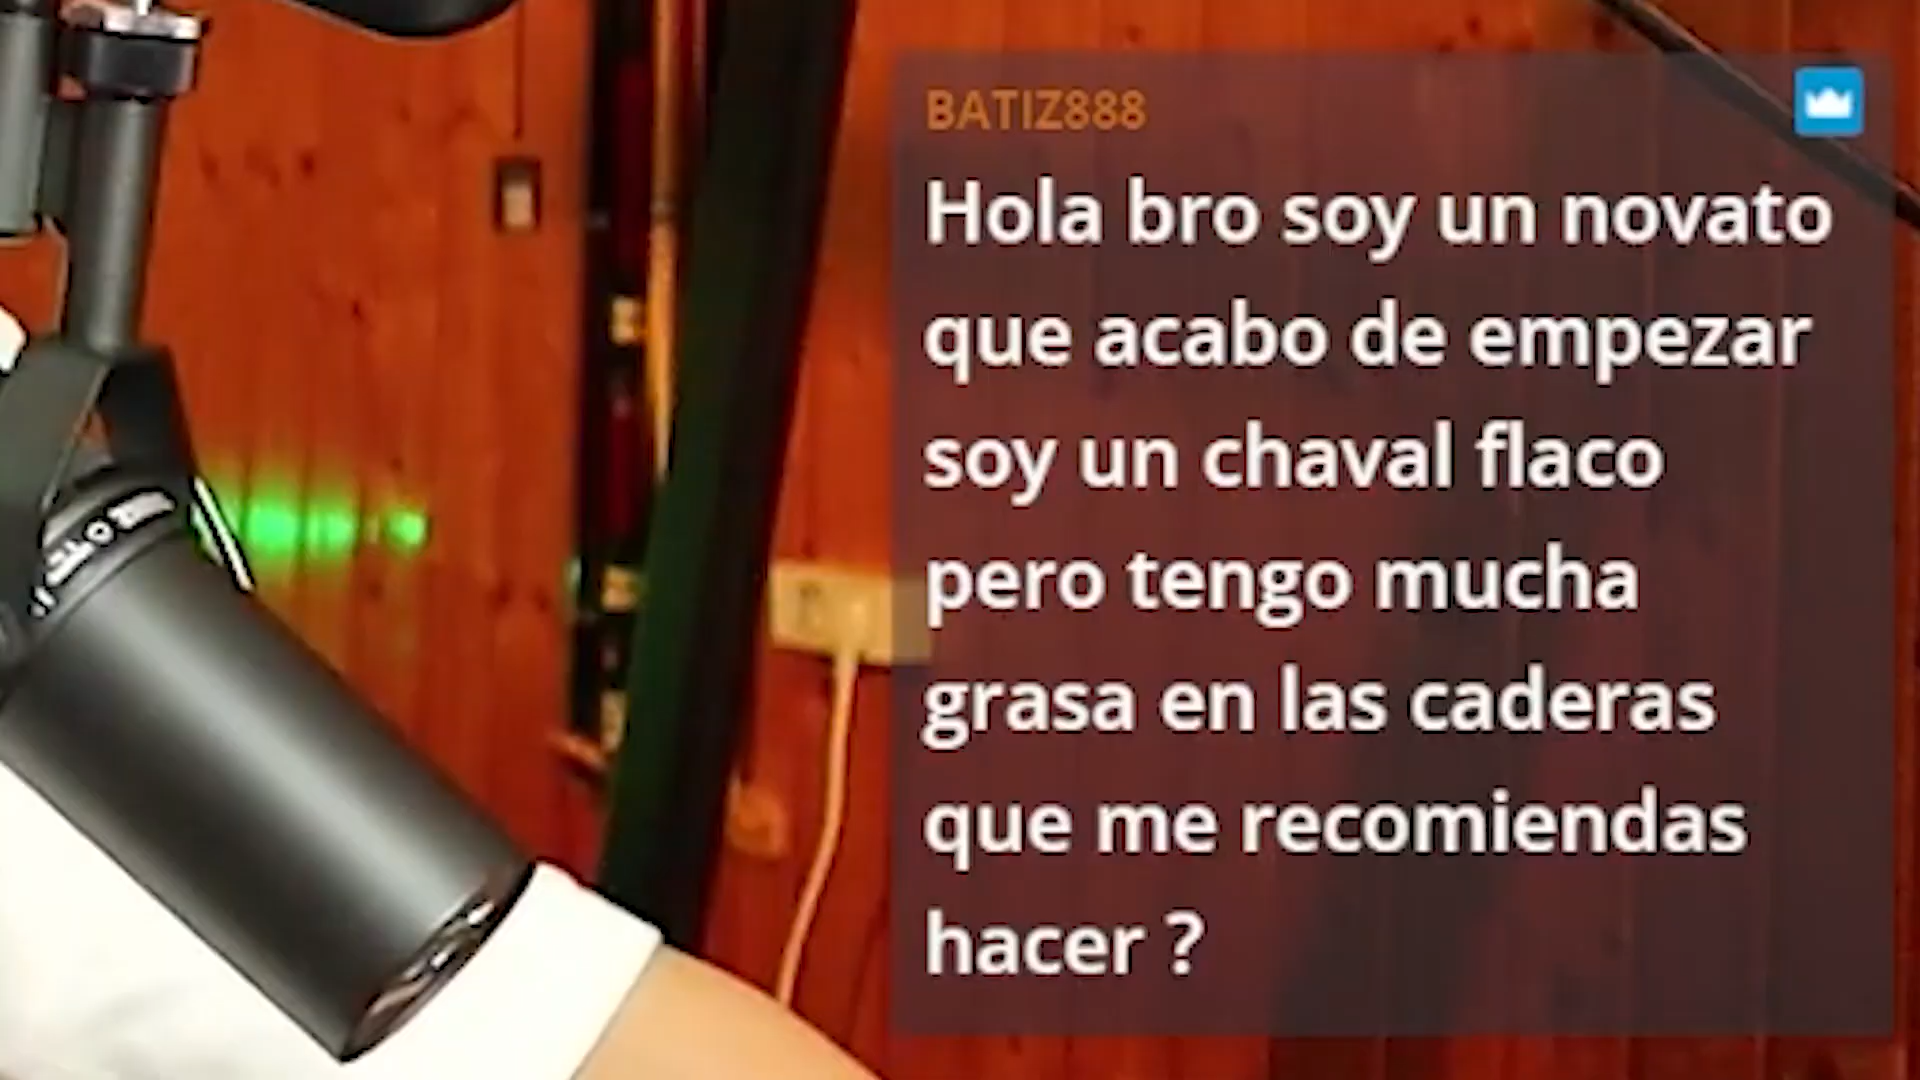 BATIZ888
Hola bro soy un novato
que acabo de empezar
soy un chaval flaco
pero tengo mucha
grasa en las caderas
que me recomiendas
hacer ?